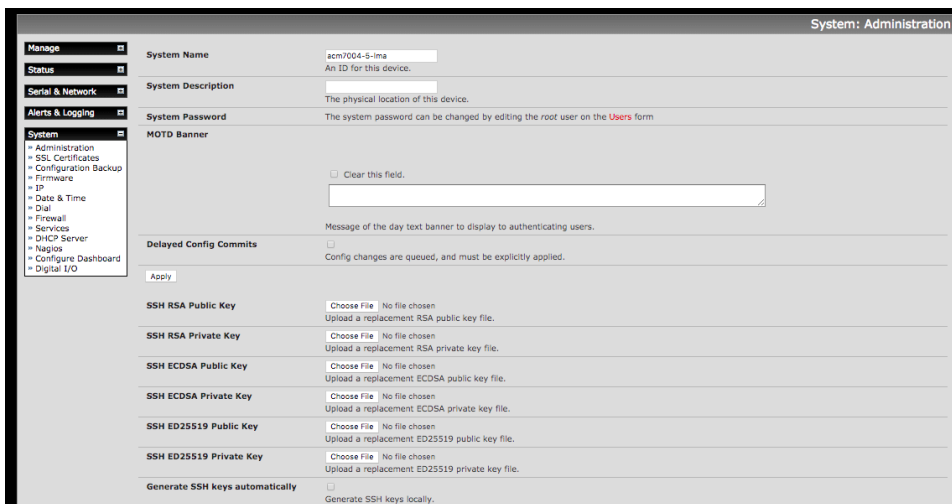 System: Administration
Manage
Status
Serial & Network
Alerts & Logging
System
» Administration
» SSL Certificates
» Configuration Backup
» Firmware
» IP
» Date & Time
» Dial
» Firewall
» Services
» DHCP Server
» Nagios
» Configure Dashboard
» Digital I/O
System Name
acm7004-5-lma
An ID for this device.
System Description
The physical location of this device.
System Password
The system password can be changed by editing the root user on the Users form
MOTD Banner
Clear this field.
Message of the day text banner to display to authenticating users.
Delayed Config Commits
Config changes are queued, and must be explicitly applied.
Apply
SSH RSA Public Key
Choose File No file chosen
Upload a replacement RSA public key file.
SSH RSA Private Key
Choose File No file chosen
Upload a replacement RSA private key file.
SSH ECDSA Public Key
Choose File No file chosen
Upload a replacement ECDSA public key file.
SSH ECDSA Private Key
Choose File No file chosen
Upload a replacement ECDSA private key file.
SSH ED25519 Public Key
Choose File No file chosen
Upload a replacement ED25519 public key file.
SSH ED25519 Private Key
Choose File No file chosen
Upload a replacement ED25519 private key file.
Generate SSH keys automatically
Generate SSH keys locally.